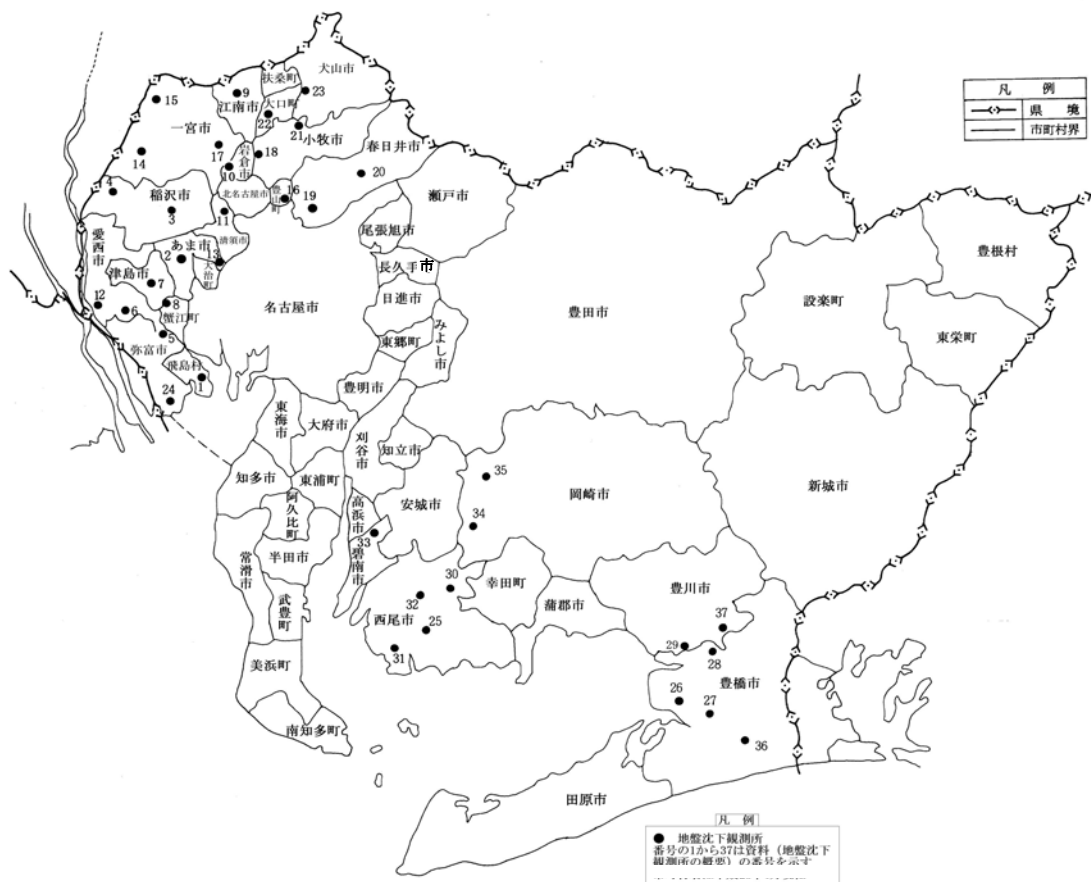 凡 例
県 境
市町村界
犬山市
扶桑町
23
9
江南市
大口町
22
15
一宮市
21
小牧市
春日井市
17
岩倉市
18
14
10
20
4
稲沢市
北名古屋市
豊山町
16
19
瀬戸市
3
11
愛西市
あま市
2
清須市
13
大治町
尾張旭市
豊根村
津島市
7
長久手市
設楽町
12
6
8
蟹江町
名古屋市
日進市
豊田市
みよし市
東栄町
5
弥富市
東郷町
飛島村
1
24
豊明市
東海市
大府市
刈谷市
知立市
知多市
東浦町
35
岡崎市
新城市
阿久比町
高浜市
安城市
34
33
常滑市
半田市
碧南市
30
幸田町
豊川市
32
蒲郡市
武豊町
西尾市
25
37
31
29
28
美浜町
豊橋市
26
27
南知多町
36
田原市
凡 例
● 地盤沈下観測所
番号の1から37は資料（地盤沈下
観測所の概要）の番号を示す